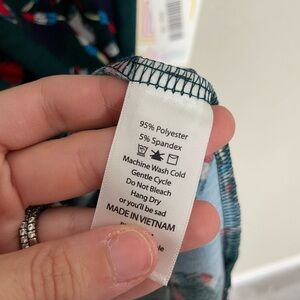 95% Polyester
5% Spandex
Machine Wash Cold
Gentle Cycle
Do Not Bleach
Hang Dry
or you'll be sad
MADE IN VIETNAM